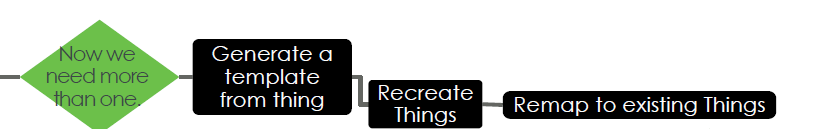 Now we
need more
than one.
Generate a
template
from thing
Recreate
Things
Remap to existing Things